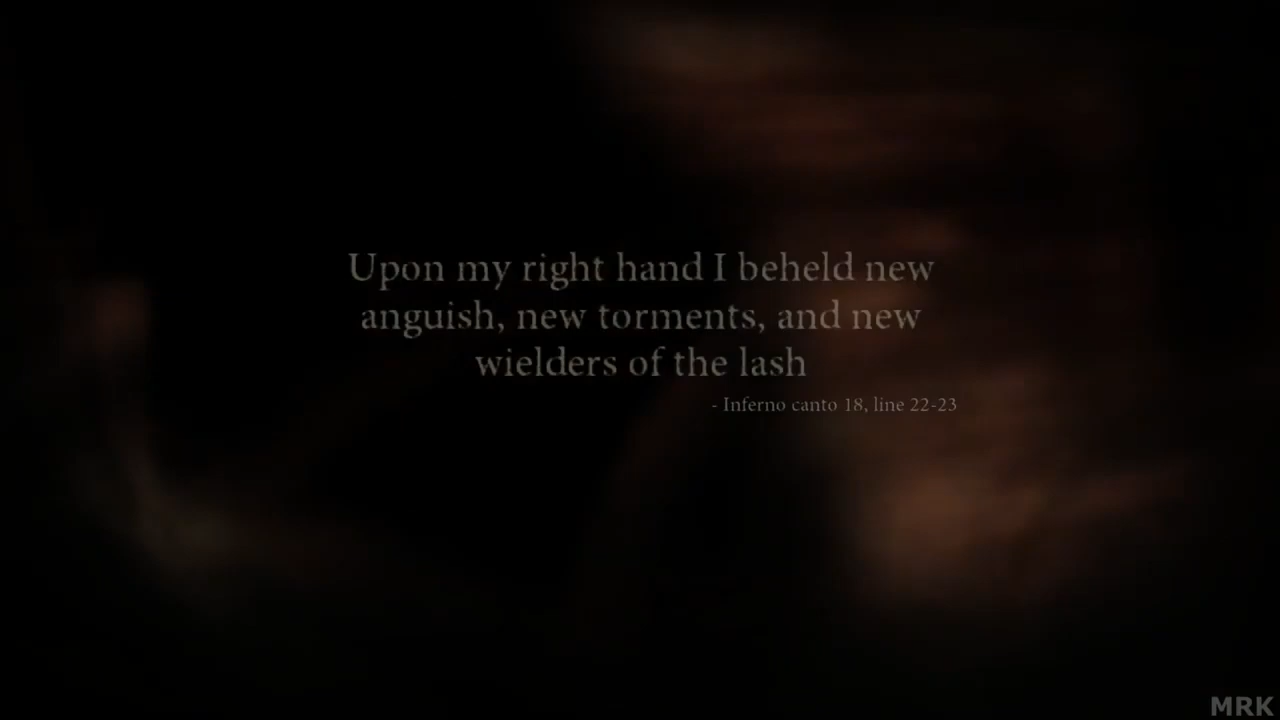 Upon my right hand I beheld new
anguish, new torments, and new
wielders of the lash
- Inferno canto 18, line 22-23
MRK